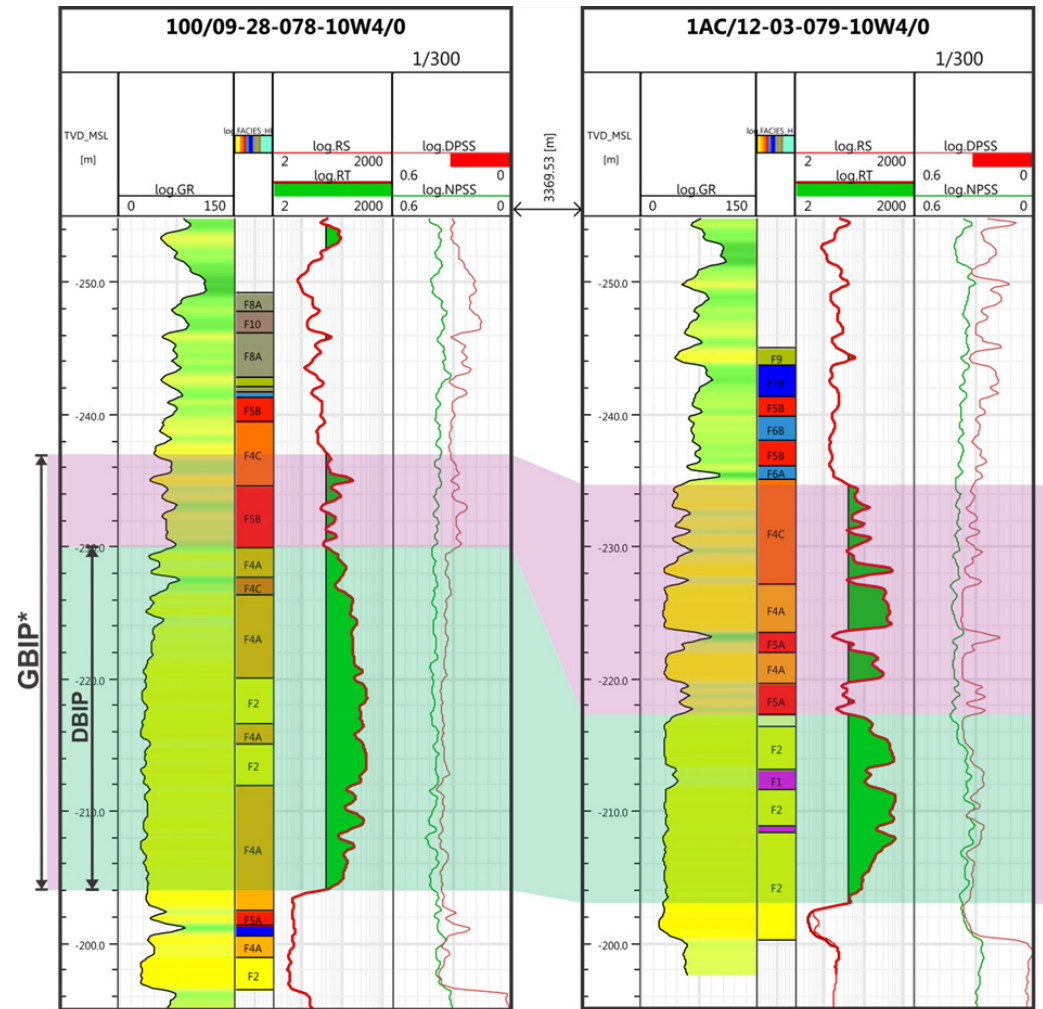 100/09-28-078-10W4/0
1/300
TVD_MSL
[m]
log.FACIES_HI
log.RS
2 2000
log.RT
2 2000
log.GR
0 150
log.DPSS
0.6 0
log.NPSS
0.6 0
3369.53 [m]
1AC/12-03-079-10W4/0
1/300
TVD_MSL
[m]
log.FACIES_HI
log.RS
2 2000
log.RT
2 2000
log.GR
0 150
log.DPSS
0.6 0
log.NPSS
0.6 0
GBIP*
DBIP
-250.0
-240.0
-230.0
-220.0
-210.0
-200.0
F8A
F10
F8A
F5B
F4C
F5B
F4A
F4C
F4A
F2
F4A
F2
F4A
F5A
F4A
F2
-250.0
-240.0
-230.0
-220.0
-210.0
-200.0
F9
F7B
F5B
F6B
F5B
F6A
F4C
F4A
F5A
F4A
F5A
F2
F1
F2
F2